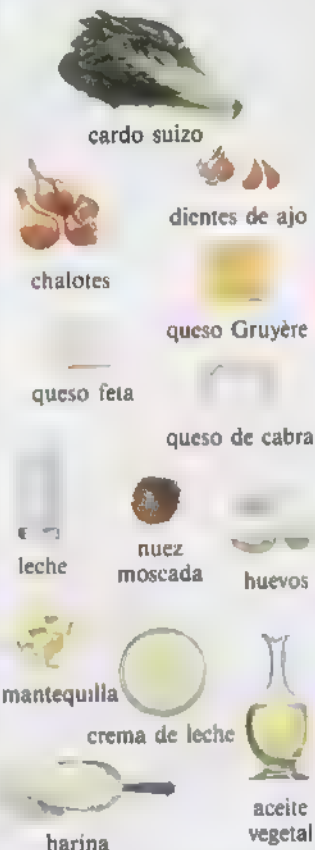 cardo suizo
dientes de ajo
chalotes
queso Gruyère
queso feta
queso de cabra
leche
nuez
moscada
huevos
mantequilla
crema de leche
aceite
vegetal
harina